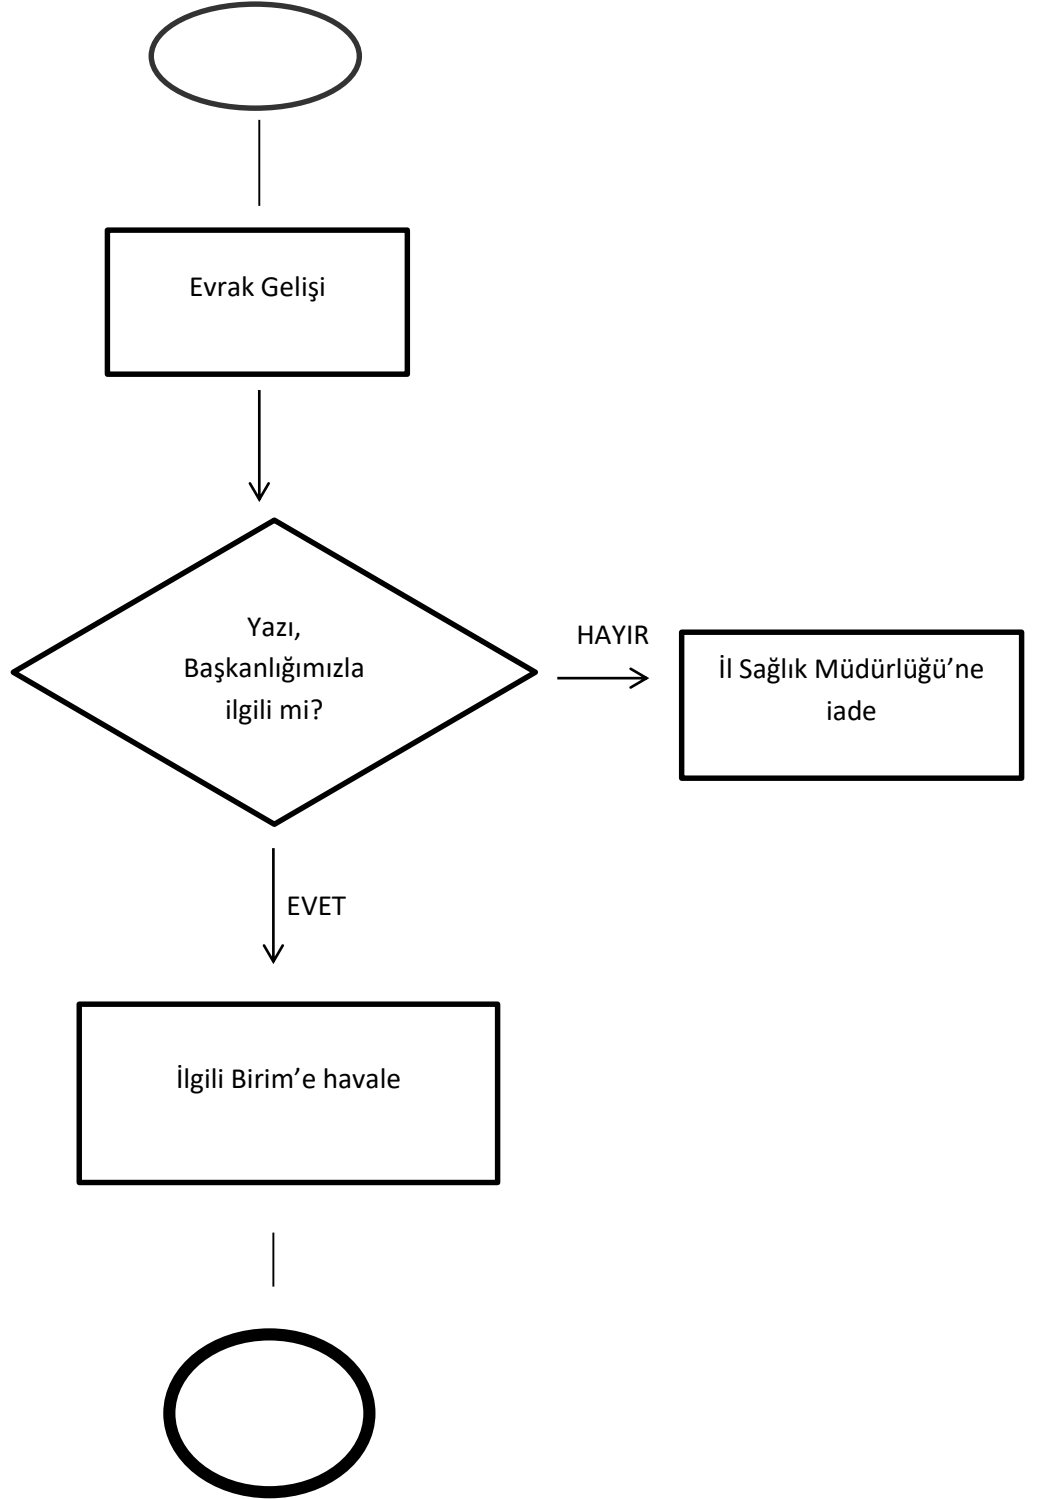 Evrak Gelişi
Yazı,
Başkanlığımızla
ilgili mi?
HAYIR
İl Sağlık Müdürlüğü’ne
iade
EVET
İlgili Birim’e havale